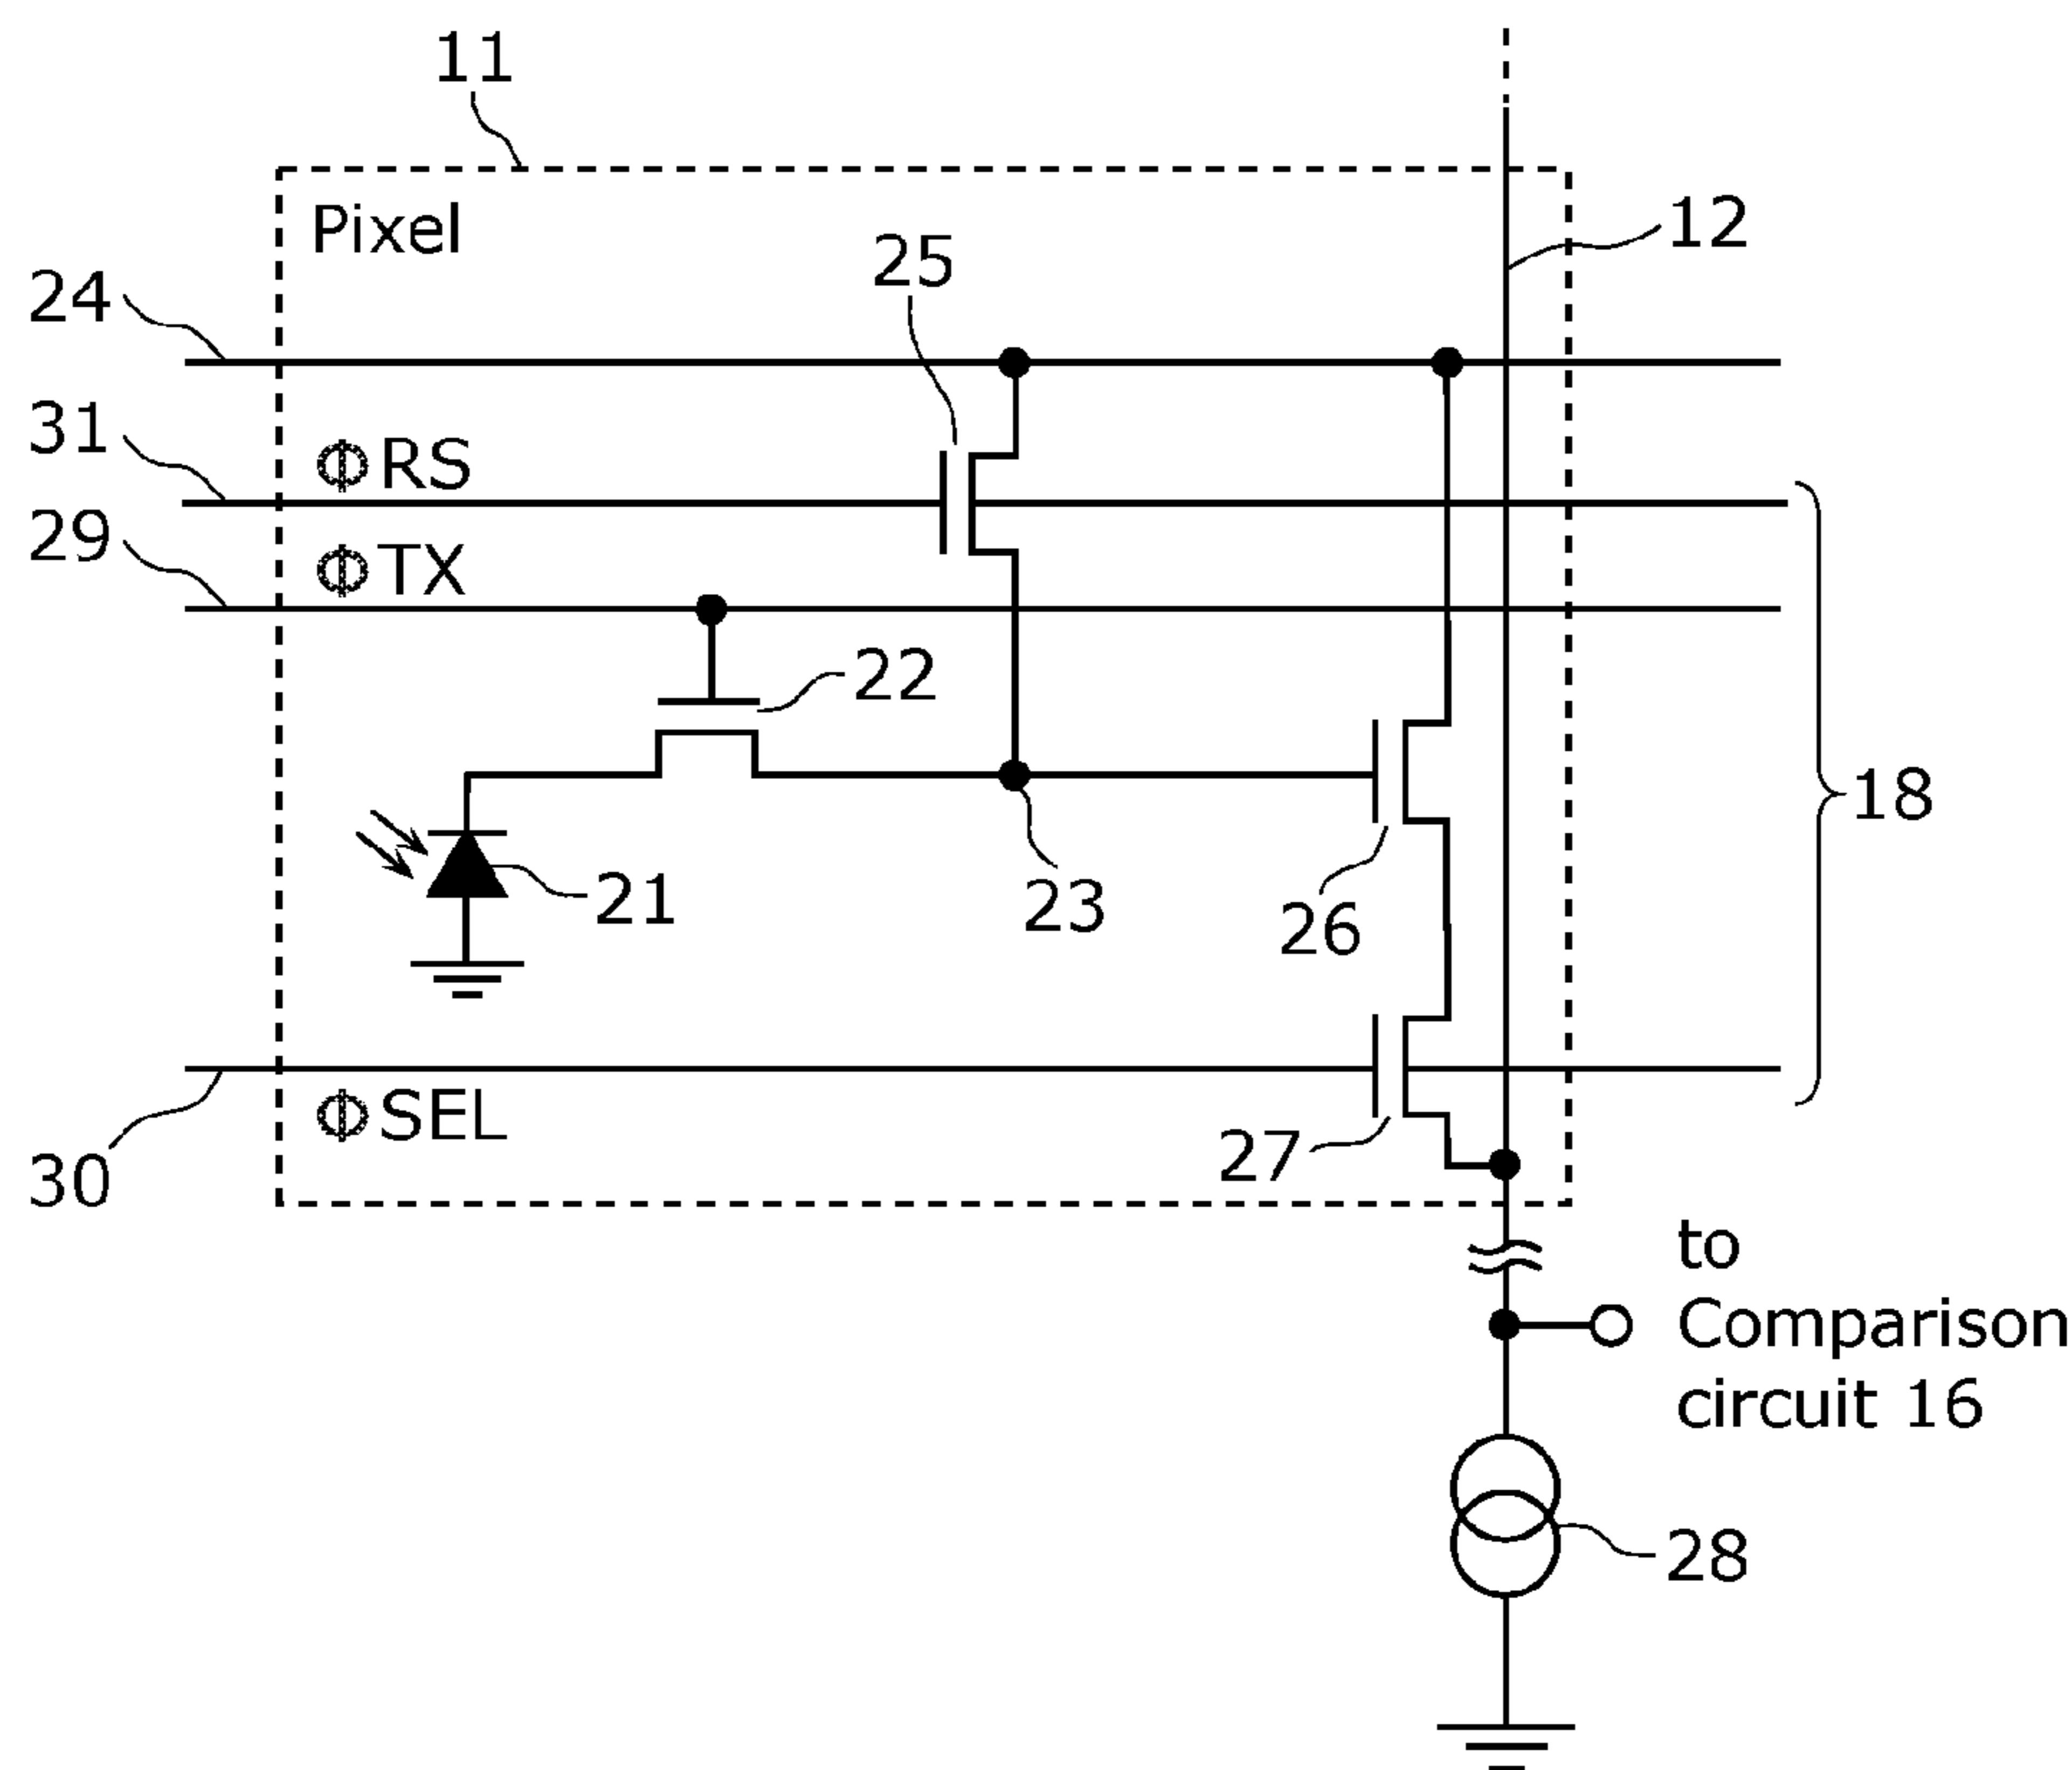 11
Pixel
12
25
24
31
ΦRS
29
ΦTX
22
18
21
23
26
ΦSEL
27
30
to
Comparison
circuit 16
28